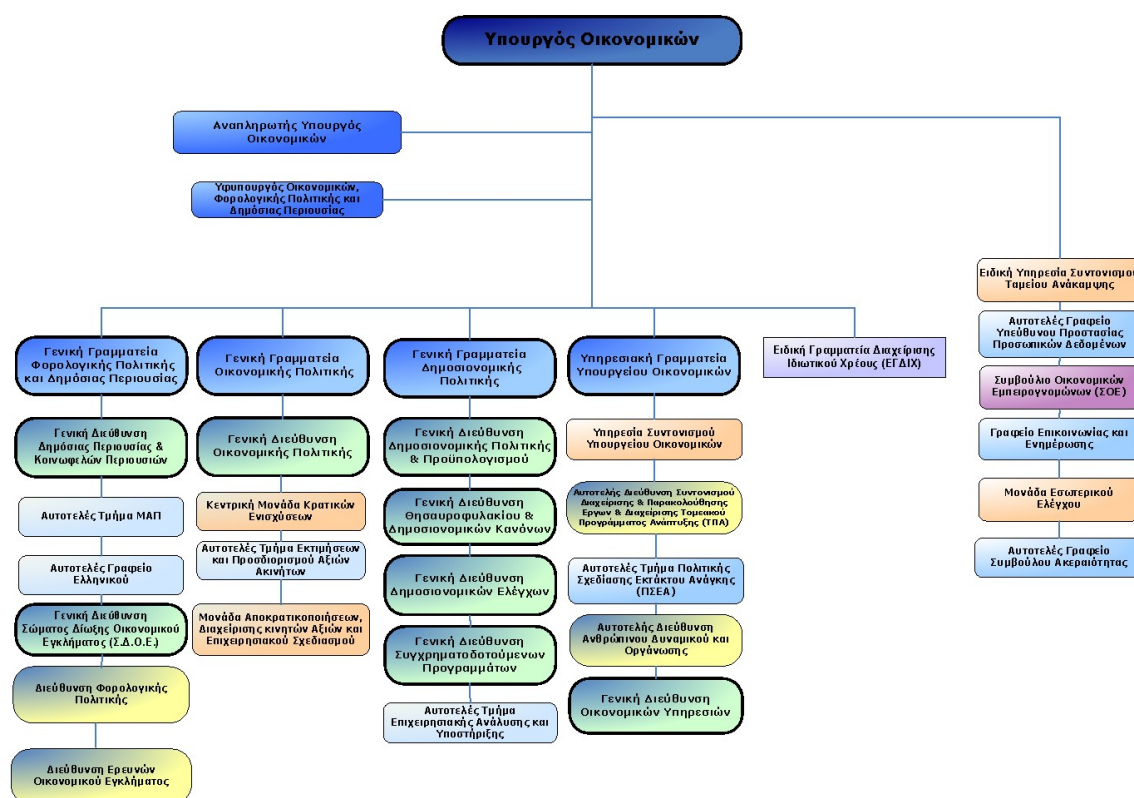 Υπουργός Οικονομικών
Αναπληρωτής Υπουργός
Οικονομικών
Υφυπουργός Οικονομικών,
Φορολογικής Πολιτικής και
Δημόσιας Περιουσίας
Γενική Γραμματεία
Φορολογικής Πολιτικής
και Δημόσιας Περιουσίας
Γενική Διεύθυνση
Δημόσιας Περιουσίας &
Κοινωφελών Περιουσιών
Αυτοτελές Τμήμα ΜΑΠ
Αυτοτελές Γραφείο
Ελληνικού
Γενική Διεύθυνση
Σώματος Δίωξης Οικονομικού
Εγκλήματος (Σ.Δ.Ο.Ε.)
Διεύθυνση Φορολογικής
Πολιτικής
Διεύθυνση Ερευνών
Οικονομικού Εγκλήματος
Γενική Γραμματεία
Οικονομικής Πολιτικής
Γενική Διεύθυνση
Οικονομικής Πολιτικής
Κεντρική Μονάδα Κρατικών
Ενισχύσεων
Αυτοτελές Τμήμα Εκτιμήσεων
και Προσδιορισμού Αξιών
Ακινήτων
Μονάδα Αποκρατικοποιήσεων,
Διαχείρισης κινητών Αξιών και
Επιχειρησιακού Σχεδιασμού
Γενική Γραμματεία
Δημοσιονομικής
Πολιτικής
Γενική Διεύθυνση
Δημοσιονομικής Πολιτικής
& Προϋπολογισμού
Γενική Διεύθυνση
Θησαυροφυλακίου &
Δημοσιονομικών Κανόνων
Γενική Διεύθυνση
Δημοσιονομικών Ελέγχων
Γενική Διεύθυνση
Συγχρηματοδοτούμενων
Προγραμμάτων
Αυτοτελές Τμήμα
Επιχειρησιακής Ανάλυσης και
Υποστήριξης
Υπηρεσιακή Γραμματεία
Υπουργείου Οικονομικών
Υπηρεσία Συντονισμού
Υπουργείου Οικονομικών
Αυτοτελής Διεύθυνση Συντονισμού
Διαχείρισης & Παρακολούθησης
Εργων & Διαχείρισης Τομεακού
Προγράμματος Ανάπτυξης (ΤΠΑ)
Αυτοτελές Τμήμα Πολιτικής
Σχεδίασης Εκτάκτου Ανάγκης
(ΠΣΕΑ)
Αυτοτελής Διεύθυνση
Ανθρώπινου Δυναμικού και
Οργάνωσης
Γενική Διεύθυνση
Οικονομικών Υπηρεσιών
Ειδική Γραμματεία Διαχείρισης
Ιδιωτικού Χρέους (ΕΓΔΙΧ)
Ειδική Υπηρεσία Συντονισμού
Ταμείου Ανάκαμψης
Αυτοτελές Γραφείο
Υπεύθυνου Προστασίας
Προσωπικών Δεδομένων
Συμβούλιο Οικονομικών
Εμπειρογνωμόνων (ΣΟΕ)
Γραφείο Επικοινωνίας και
Ενημέρωσης
Μονάδα Εσωτερικού
Ελέγχου
Αυτοτελές Γραφείο
Συμβούλου Ακεραιότητας